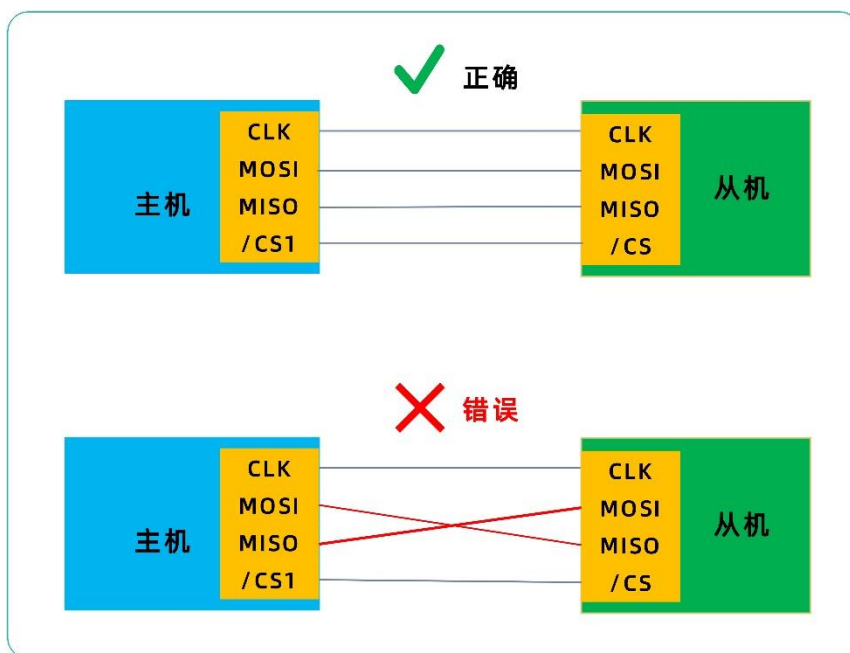 正确
主机
CLK
MOSI
MISO
/CS1
CLK
MOSI
MISO
/CS
从机
错误
主机
CLK
MOSI
MISO
/CS1
CLK
MOSI
MISO
/CS
从机